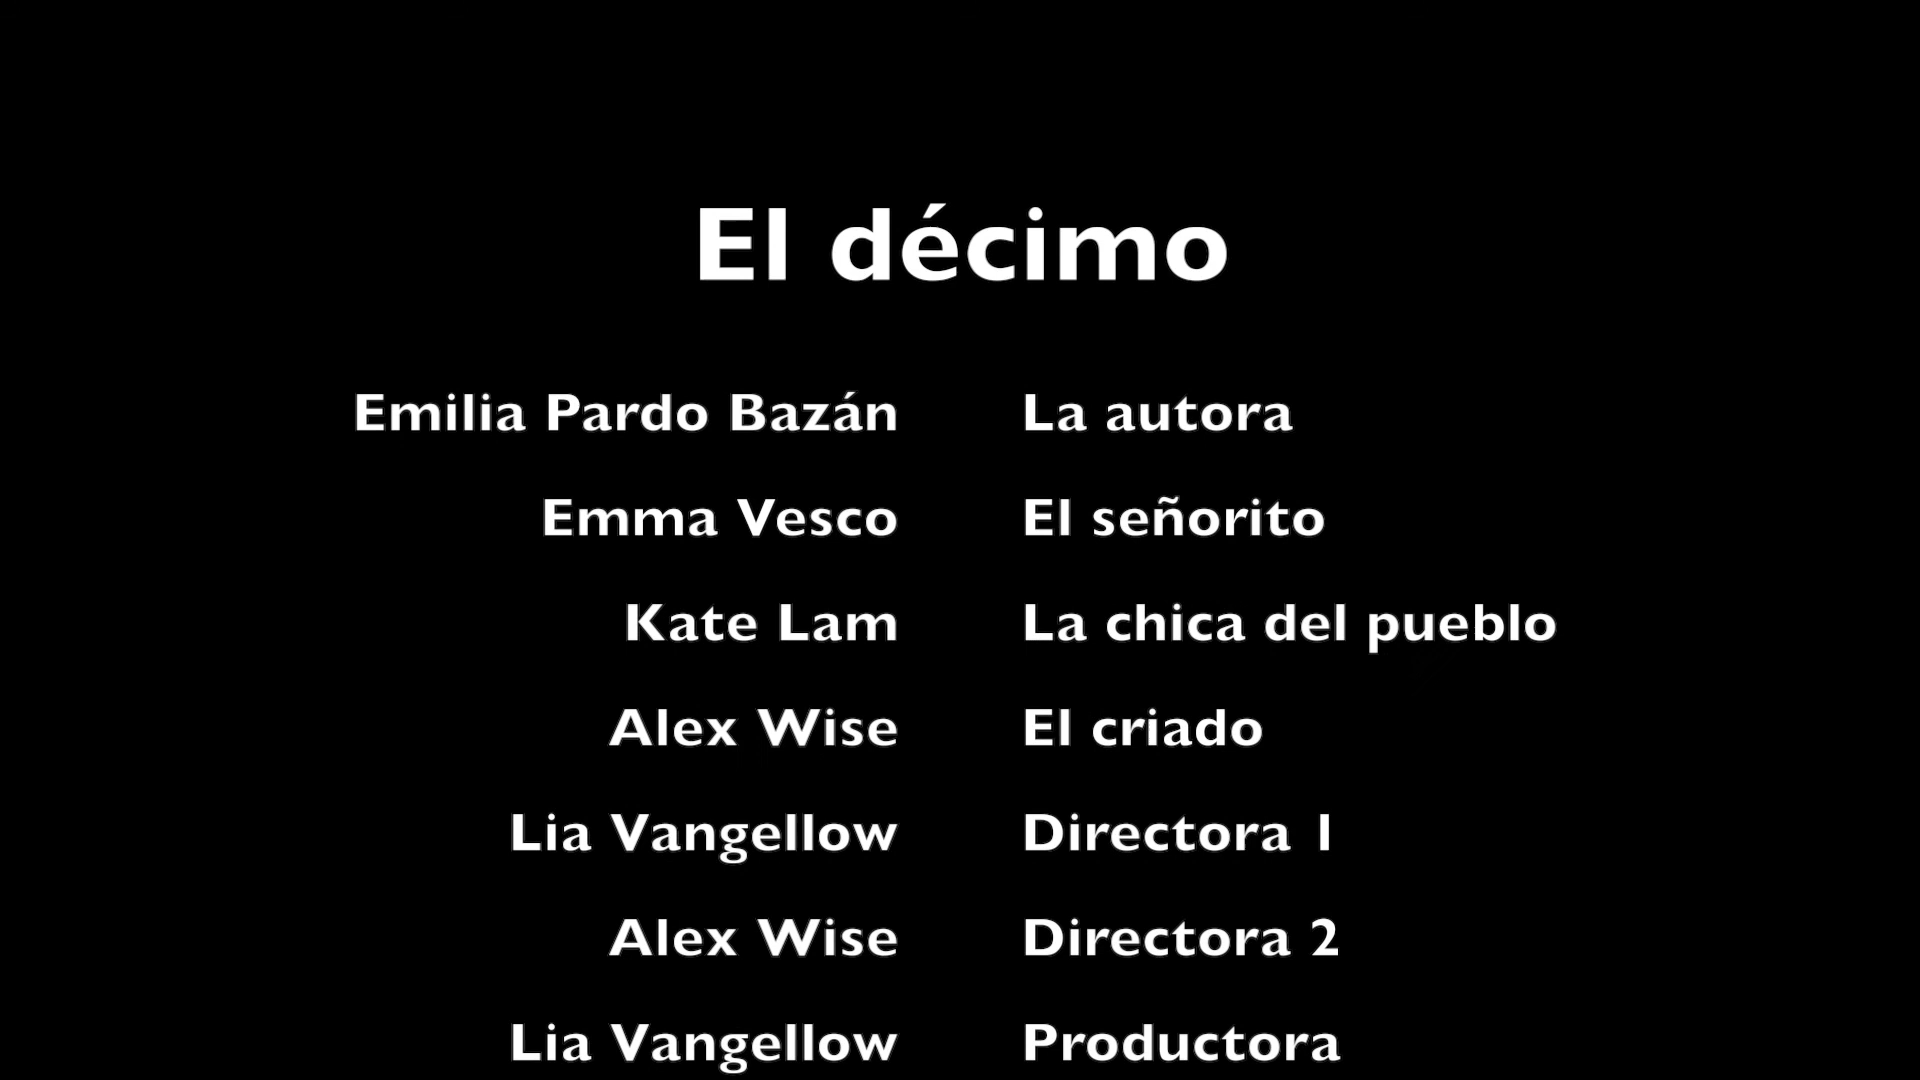 El décimo
Emilia Pardo Bazán La autora
Emma Vesco El señorito
Kate Lam La chica del pueblo
Alex Wise El criado
Lia Vangellow Directora 1
Alex Wise Directora 2
Lia Vangellow Productora